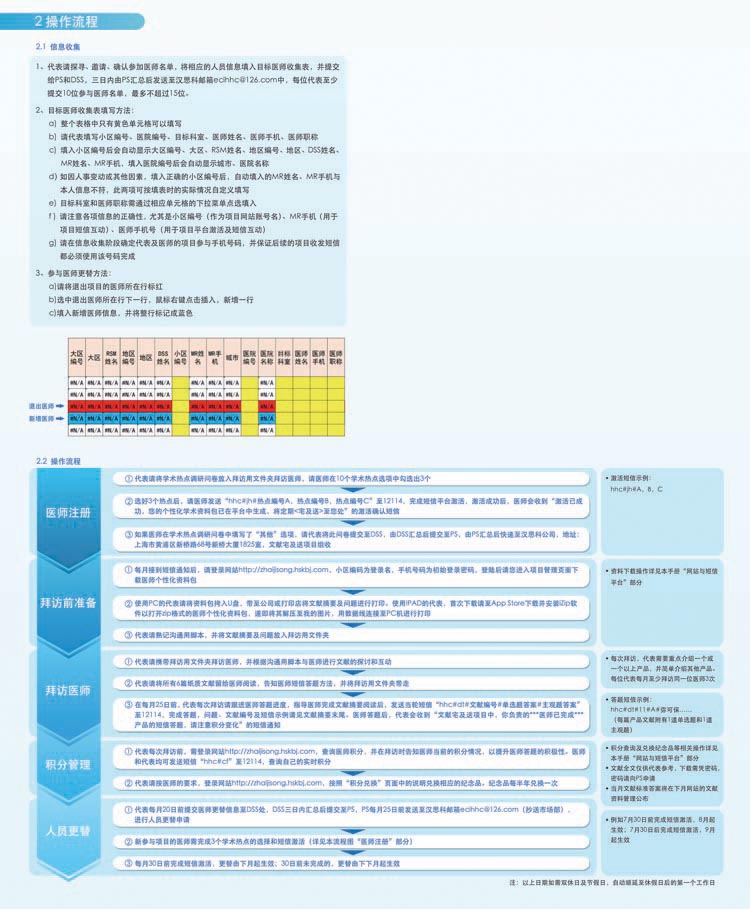 2 操作流程
2.1 信息收集
1、代表请探寻、邀请、确认参加医师名单，将相应的人员信息填入目标医师收集表，并提交
给PS和DSS，三日内由PS汇总后发送至汉思科邮箱ecihhc@126.com中，每位代表至少
提交10位参与医师名单，最多不超过15位。
2、目标医师收集表填写方法：
a) 整个表格中只有黄色单元格可以填写
b) 请代表填写小区编号、医院编号、目标科室、医师姓名、医师手机、医师职称
c) 填入小区编号后会自动显示大区编号、大区、RSM姓名、地区编号、地区、DSS姓名、
MR姓名、MR手机，填入医院编号后会自动显示城市、医院名称
d) 如因人事变动或其他因素，填入正确的小区编号后，自动填入的MR姓名、MR手机与
本人信息不符，此两项可按填表时的实际情况自定义填写
e) 目标科室和医师职称需通过相应单元格的下拉菜单点选填入
f) 请注意各项信息的正确性，尤其是小区编号（作为项目网站账号名）、MR手机（用于
项目短信互动）、医师手机号（用于项目平台激活及短信互动）
g) 请在信息收集阶段确定代表及医师的项目参与手机号码，并保证后续的项目收发短信
都必须使用该号码完成
3、参与医师更替方法：
a)请将退出项目的医师所在行标红
b)选中退出医师所在行下一行，鼠标右键点击插入，新增一行
c)填入新增医师信息，并将整行标记成蓝色
大区编号 大区 RSM姓名 地区编号 地区 DSS姓名 小区编号 MR姓名 MR手机 城市 医院编号 医院名称 目标科室 医师姓名 医师手机 医师职称
#N/A #N/A #N/A #N/A #N/A #N/A #N/A #N/A #N/A #N/A
#N/A #N/A #N/A #N/A #N/A #N/A #N/A #N/A #N/A #N/A
退出医师 #N/A #N/A #N/A #N/A #N/A #N/A #N/A #N/A #N/A #N/A
新增医师 #N/A #N/A #N/A #N/A #N/A #N/A #N/A #N/A #N/A #N/A
#N/A #N/A #N/A #N/A #N/A #N/A #N/A #N/A #N/A #N/A
2.2 操作流程
医师注册
① 代表请将学术热点调研问卷放入拜访用文件夹拜访医师，请医师在10个学术热点选项中勾选出3个
② 选好3个热点后，请医师发送“hhc#jh#热点编号A，热点编号B，热点编号C”至12114，完成短信平台激活，激活成功后，医师会收到“激活已成
功，您的个性化学术资料包已在平台中生成，将定期<宅及送>至您处”的激活确认短信
③ 如果医师在学术热点调研问卷中填写了“其他”选项，请代表将此问卷提交至DSS，由DSS汇总后提交至PS，由PS汇总后快递至汉思科公司，地址：
上海市黄浦区新桥路68号新桥大厦1825室，文献宅及送项目组收
• 激活短信示例：
hhc#jh#A，B，C
拜访前准备
① 每月接到短信通知后，请登录网站http://zhaijisong.hskbj.com，小区编码为登录名，手机号码为初始登录密码，登陆后请您进入项目管理页面下
载医师个性化资料包
② 使用PC的代表请将资料包拷入U盘，带至公司或打印店将文献摘要及问题进行打印。使用iPAD的代表，首次下载请至App Store下载并安装iZip软
件以打开zip格式的医师个性化资料包，速即将其解压至我的图片，用数据线连接至PC机进行打印
③ 代表请熟记沟通用脚本，并将文献摘要及问题放入拜访用文件夹
• 资料下载操作详见本手册“网站与短信
平台”部分
拜访医师
① 代表请携带拜访用文件夹拜访医师，并根据沟通用脚本与医师进行文献的探讨和互动
② 代表请将所有6篇纸质文献留给医师阅读，告知医师短信答题方法，并将拜访用文件夹带走
③ 在每月25日前，代表每次拜访请跟进医师答题进度，指导医师完成文献摘要阅读后，发送当轮短信“hhc#dt#文献编号#单选题答案#主观题答案”
至12114，完成答题，问题。文献编号及短信示例请见文献摘要末尾。医师答题后，代表会收到“文献宅及送项目中，你负责的***医师已完成***
产品的短信答题，请注意积分变化”的短信通知
• 每次拜访，代表需要重点介绍一个或
一个以上产品，并简单介绍其他产品。
每位代表每月至少拜访同一位医师3次
• 答题短信示例：
hhc#dt#11#A#你可保……
（每篇产品文献附有1道单选题和1道
主观题）
积分管理
① 代表每次拜访前，需登录网站http://zhaijisong.hskbj.com，查询医师积分，并在拜访时告知医师当前的积分情况，以提升医师答题的积极性。医师
和代表均可发送短信“hhc#cf”至12114，查询自己的实时积分
② 代表请按医师的要求，登录网站http://zhaijisong.hskbj.com，按照“积分兑换”页面中的说明兑换相应的纪念品。纪念品每半年兑换一次
• 积分查询及兑换纪念品等相关操作详见
本手册“网站与短信平台”部分
• 文献全文仅供代表参考，下载需凭密码，
密码请向PS申请
• 当月文献标准答案将在下月网站的文献
资料管理公布
人员更替
① 代表每月20日前提交医师更替信息至DSS处，DSS三日内汇总后提交至PS，PS每月25日前发送至汉思科邮箱ecihhc@126.com（抄送市场部），
进行人员更替申请
② 新参与项目的医师需完成3个学术热点的选择和短信激活（详见本流程图“医师注册”部分）
③ 每月30日前完成短信激活，更替由下月起生效；30日前未完成的，更替由下下月起生效
• 例如7月30日前完成短信激活，8月起
生效；7月30日后完成短信激活，9月
起生效
注：以上日期如需双休日及节假日，自动顺延至休假日后的第一个工作日